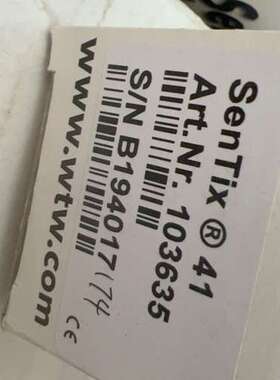 SenTix ® 41
Art.Nr. 103635
S/N B194017174
CE
www.wtw.com